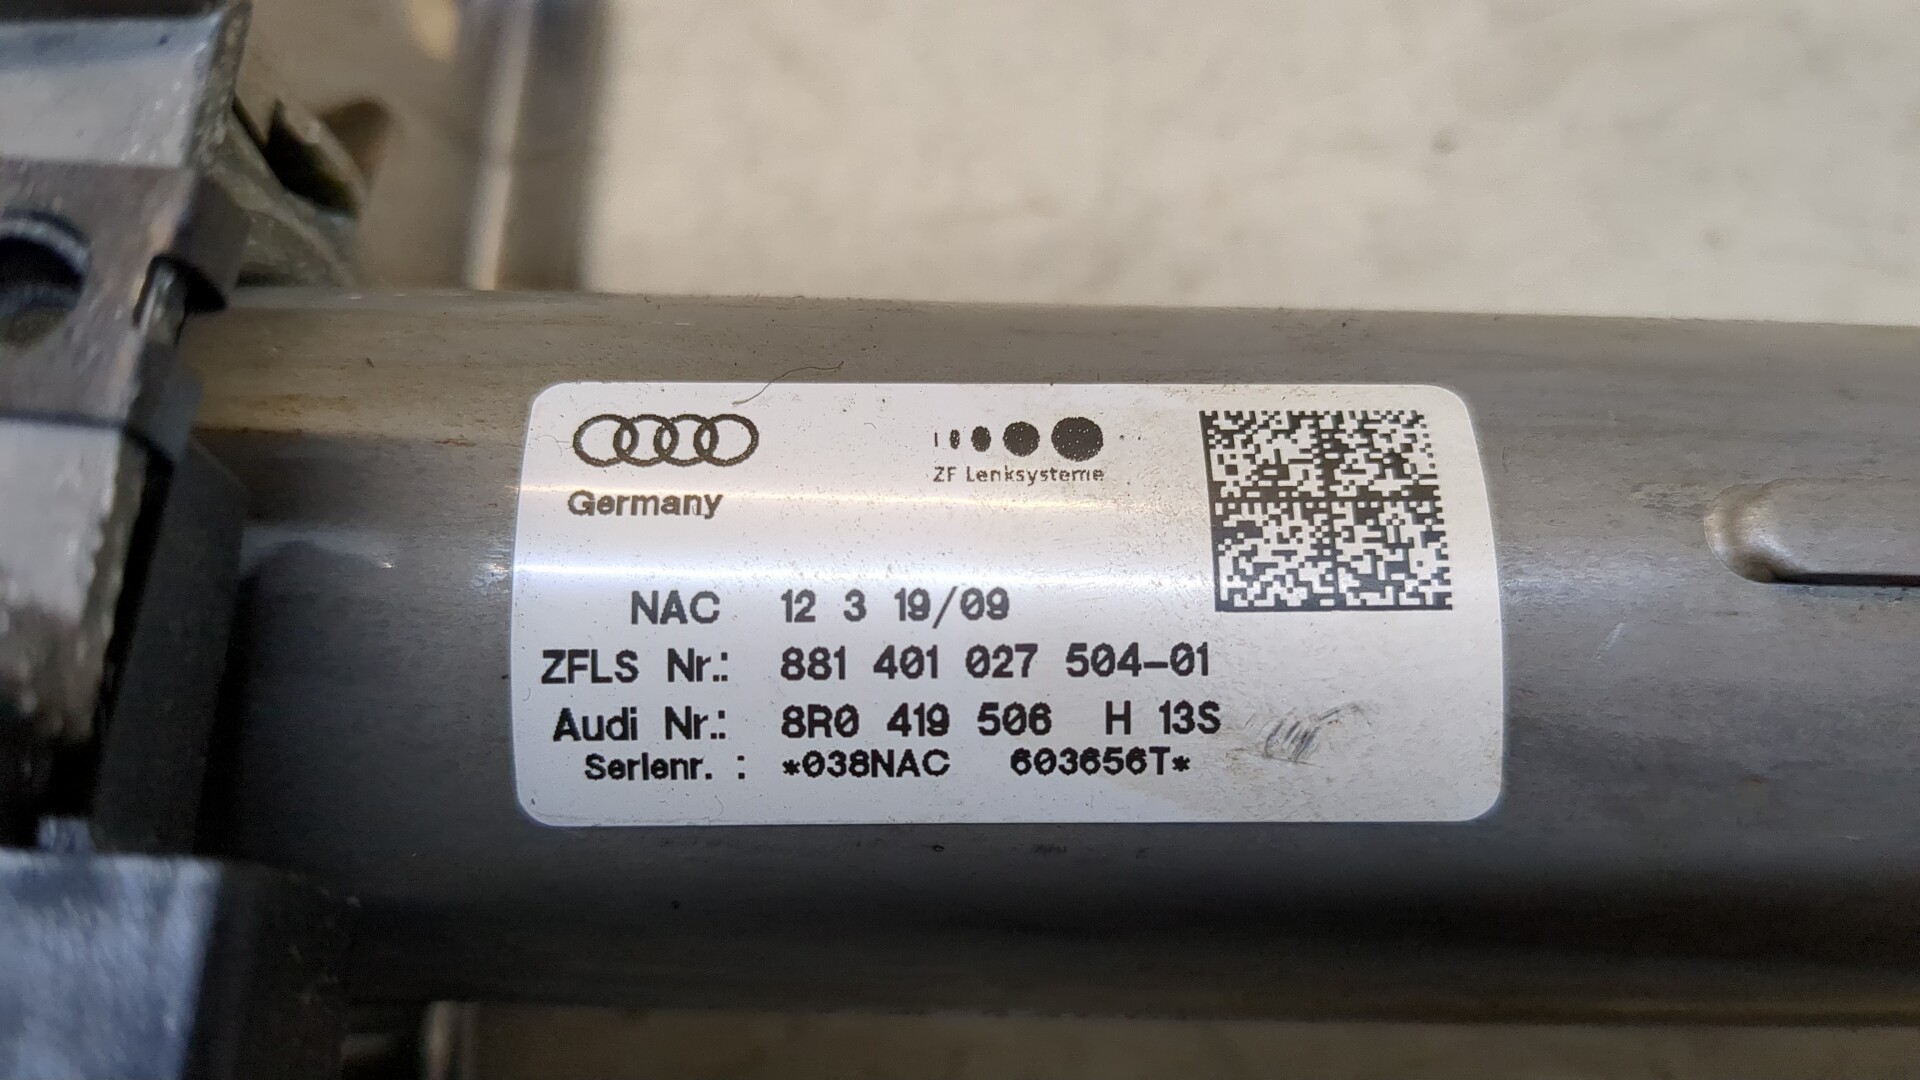 ZF Lenksysteme
Germany
NAC 12 3 19/09
ZFLS Nr.: 881 401 027 504-01
Audi Nr.: 8R0 419 506 H 13S
Serienr. : *038NAC 603656T*